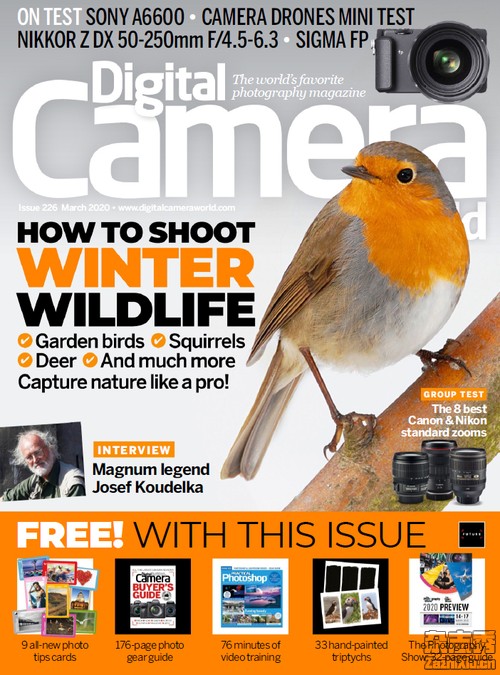 ON TEST SONY A6600 • CAMERA DRONES MINI TEST
NIKKOR Z DX 50-250mm F/4.5-6.3 • SIGMA FP
Digital
The world's favorite
photography magazine
Camera
ld
Issue 226 March 2020 • www.digitalcameraworld.com
HOW TO SHOOT
WINTER
WILDLIFE
Garden birds Squirrels
Deer And much more
Capture nature like a pro!
GROUP TEST
The 8 best
Canon & Nikon
standard zooms
INTERVIEW
Magnum legend
Josef Koudelka
FREE! WITH THIS ISSUE
FUTURE
Camera
BUYER'S
GUIDE
PRACTICAL
Photoshop
2020 PREVIEW
14-17
9 all-new photo
tips cards
176-page photo
gear guide
76 minutes of
video training
33 hand-painted
triptychs
The Photography
Show 32-page guide